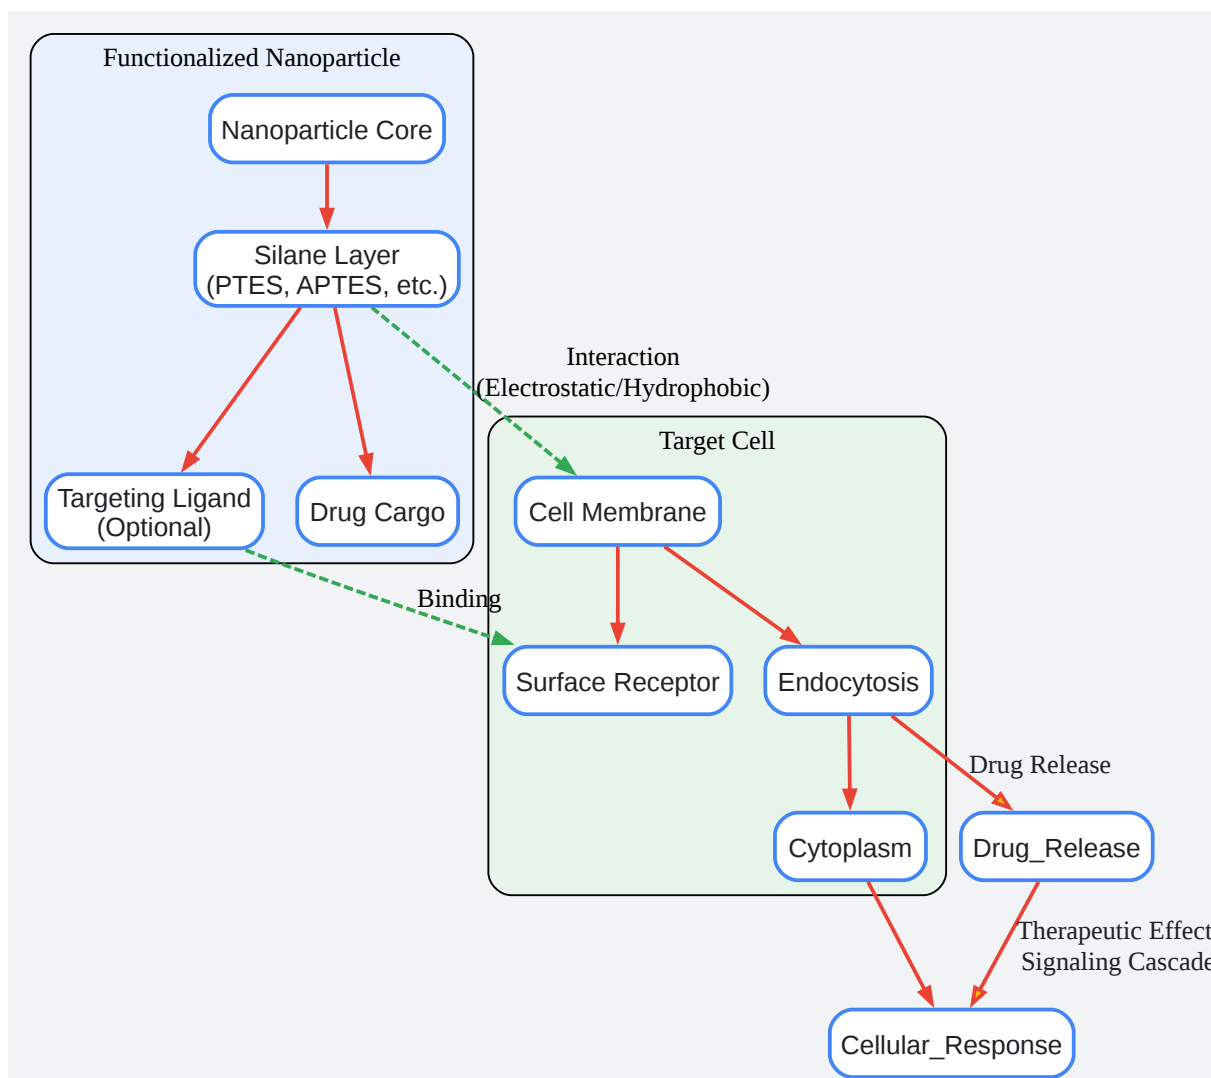 Functionalized Nanoparticle
Nanoparticle Core
Silane Layer
(PTES, APTES, etc.)
Interaction
(Electrostatic/Hydrophobic)
Target Cell
Targeting Ligand
(Optional)
Drug Cargo
Cell Membrane
Binding
Surface Receptor
Endocytosis
Drug Release
Cytoplasm
Drug_Release
Therapeutic Effect
Signaling Cascade
Cellular_Response